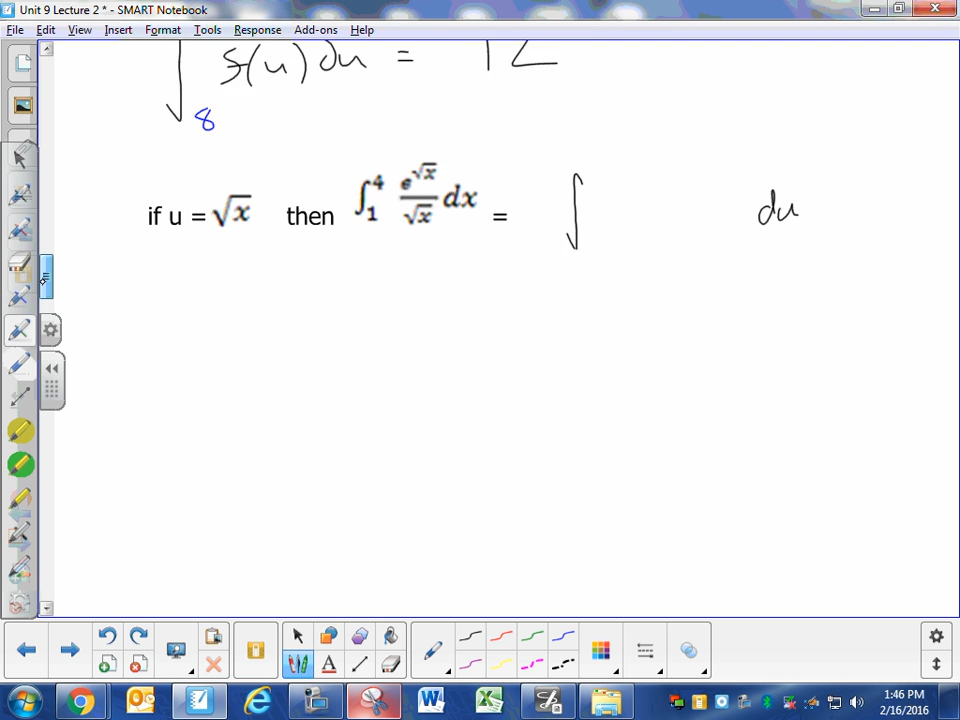 Unit 9 Lecture 2 * - SMART Notebook
File Edit View Insert Format Tools Response Add-ons Help
∫ f(u) du = 12
8
if u = √x then ∫₁⁴ e^√x / √x dx = ∫ du
1:46 PM
2/16/2016